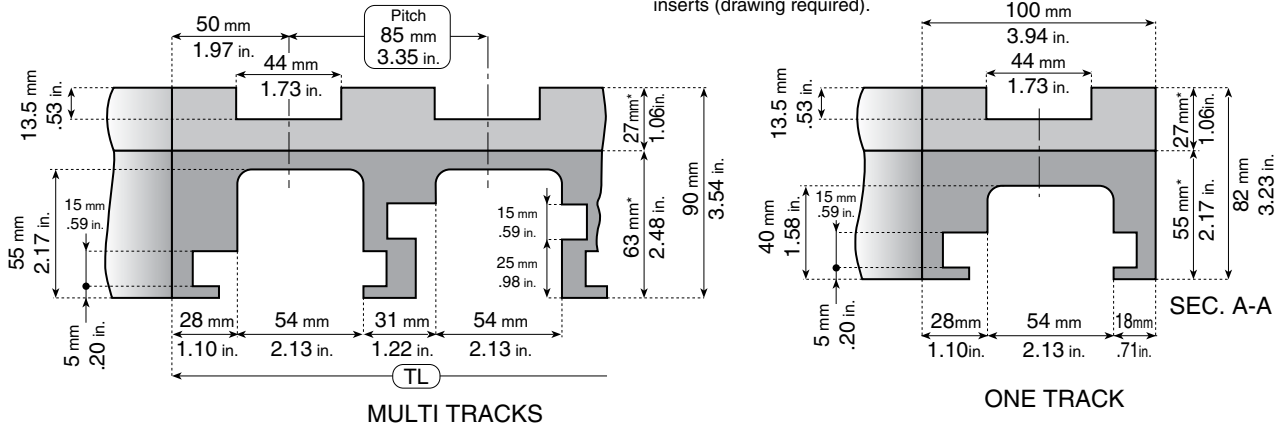 inserts (drawing required).
50 mm
1.97 in.
Pitch
85 mm
3.35 in.
44 mm
1.73 in.
13.5 mm
.53 in.
27mm*
1.06in.
90 mm
3.54 in.
63 mm*
2.48 in.
15 mm
.59 in.
55 mm
2.17 in.
15 mm
.59 in.
25 mm
.98 in.
5 mm
.20 in.
28 mm
1.10 in.
54 mm
2.13 in.
31 mm
1.22 in.
54 mm
2.13 in.
TL
MULTI TRACKS
100 mm
3.94 in.
44 mm
1.73 in.
13.5 mm
.53 in.
27mm*
1.06in.
82 mm
3.23 in.
55 mm*
2.17 in.
15 mm
.59 in.
40 mm
1.58 in.
5 mm
.20 in.
28mm
1.10in.
54 mm
2.13 in.
18mm
.71in.
SEC. A-A
ONE TRACK